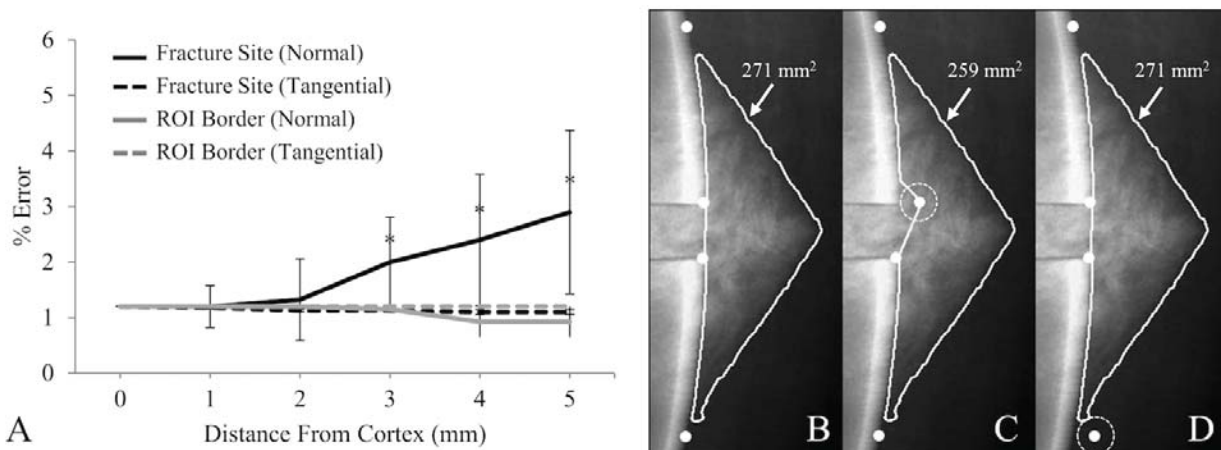 6
5
4
3
2
1
0
% Error
Fracture Site (Normal)
Fracture Site (Tangential)
ROI Border (Normal)
ROI Border (Tangential)
*
*
*
‡
‡
0 1 2 3 4 5
Distance From Cortex (mm)
A
271 mm²
B
259 mm²
C
271 mm²
D